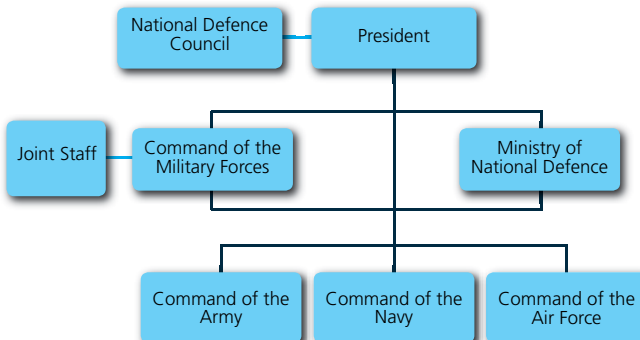 National Defence
Council
President
Joint Staff
Command of the
Military Forces
Ministry of
National Defence
Command of the
Army
Command of the
Navy
Command of the
Air Force